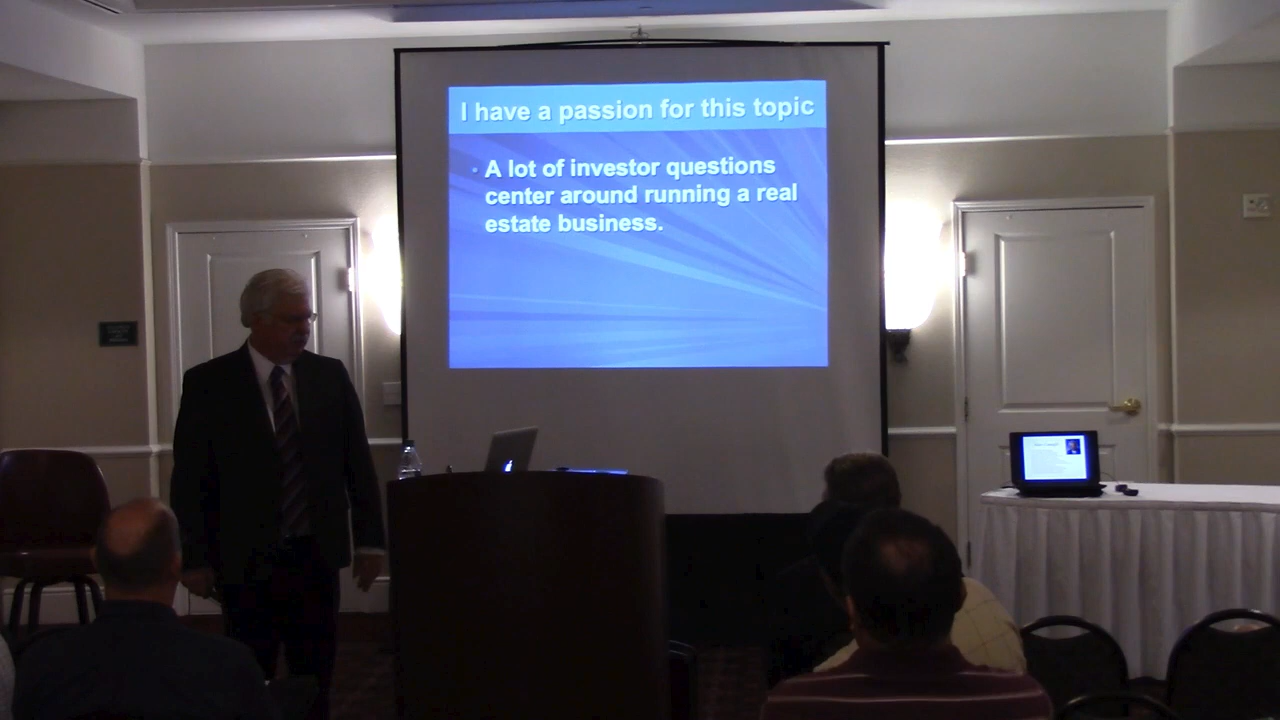 I have a passion for this topic
A lot of investor questions
center around running a real
estate business.